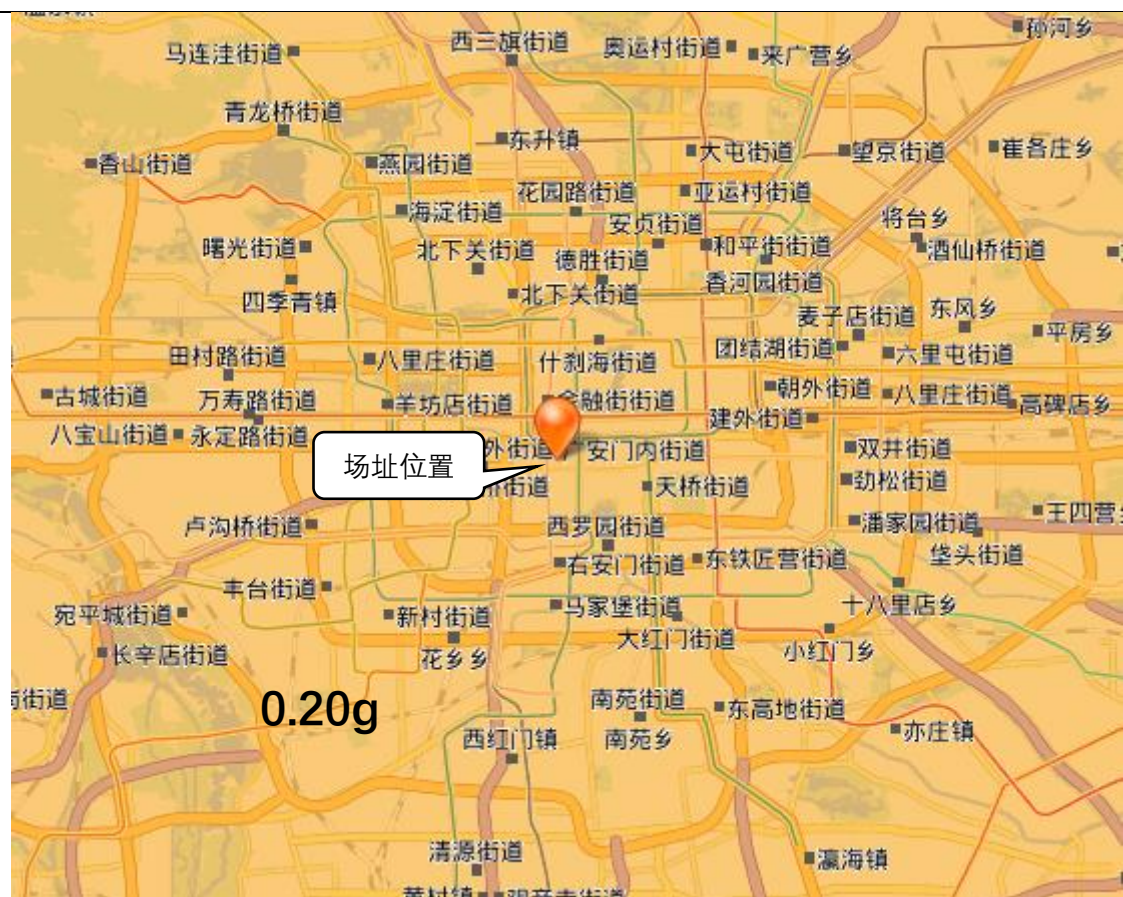 孙河乡
西三旗街道
奥运村街道
马连洼街道
来广营乡
青龙桥街道
东升镇
大屯街道
望京街道
崔各庄乡
香山街道
燕园街道
花园路街道
亚运村街道
海淀街道
安贞街道
将台乡
曙光街道
北下关街道
德胜街道
和平街街道
酒仙桥街道
香河园街道
四季青镇
北下关街道
麦子店街道
东风乡
平房乡
田村路街道
八里庄街道
什刹海街道
团结湖街道
六里屯街道
古城街道
万寿路街道
羊坊店街道
金融街街道
朝外街道
八里庄街道
高碑店乡
建外街道
八宝山街道
永定路街道
外街道
安门内街道
双井街道
场址位置
桥街道
天桥街道
劲松街道
卢沟桥街道
西罗园街道
潘家园街道
王四营乡
右安门街道
东铁匠营街道
垡头街道
丰台街道
宛平城街道
新村街道
马家堡街道
十八里店乡
大红门街道
小红门乡
长辛店街道
花乡乡
街道
0.20g
南苑街道
东高地街道
西红门镇
南苑乡
亦庄镇
清源街道
瀛海镇
黄村镇
观音寺街道